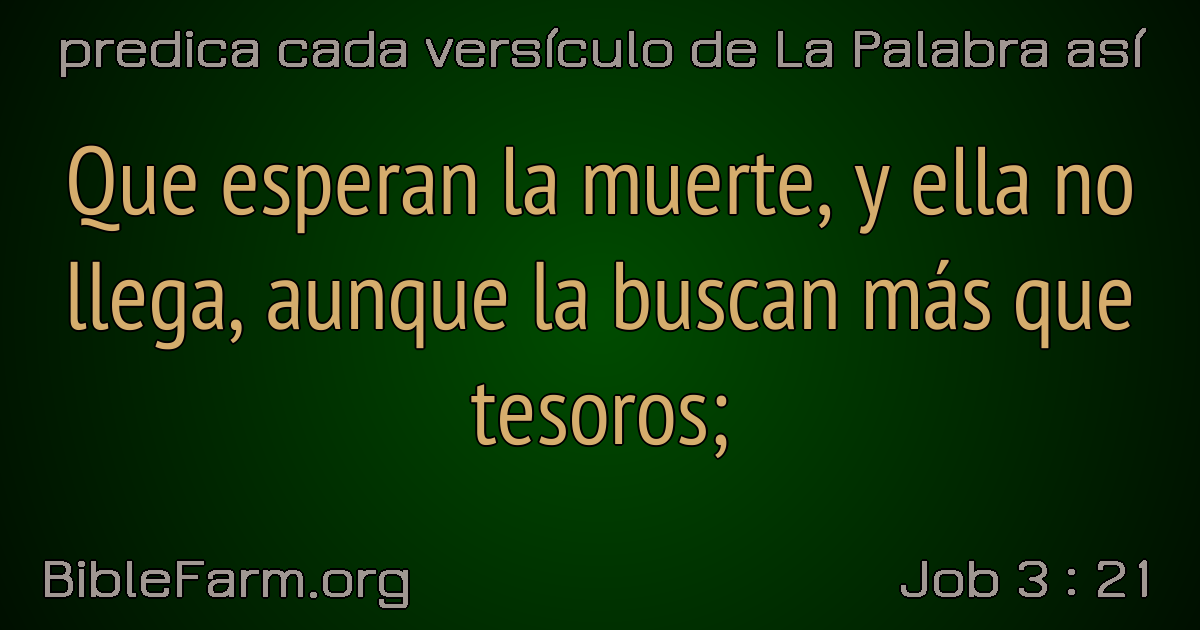 predica cada versículo de La Palabra así
Que esperan la muerte, y ella no
llega, aunque la buscan más que
tesoros;
BibleFarm.org
Job 3 : 21